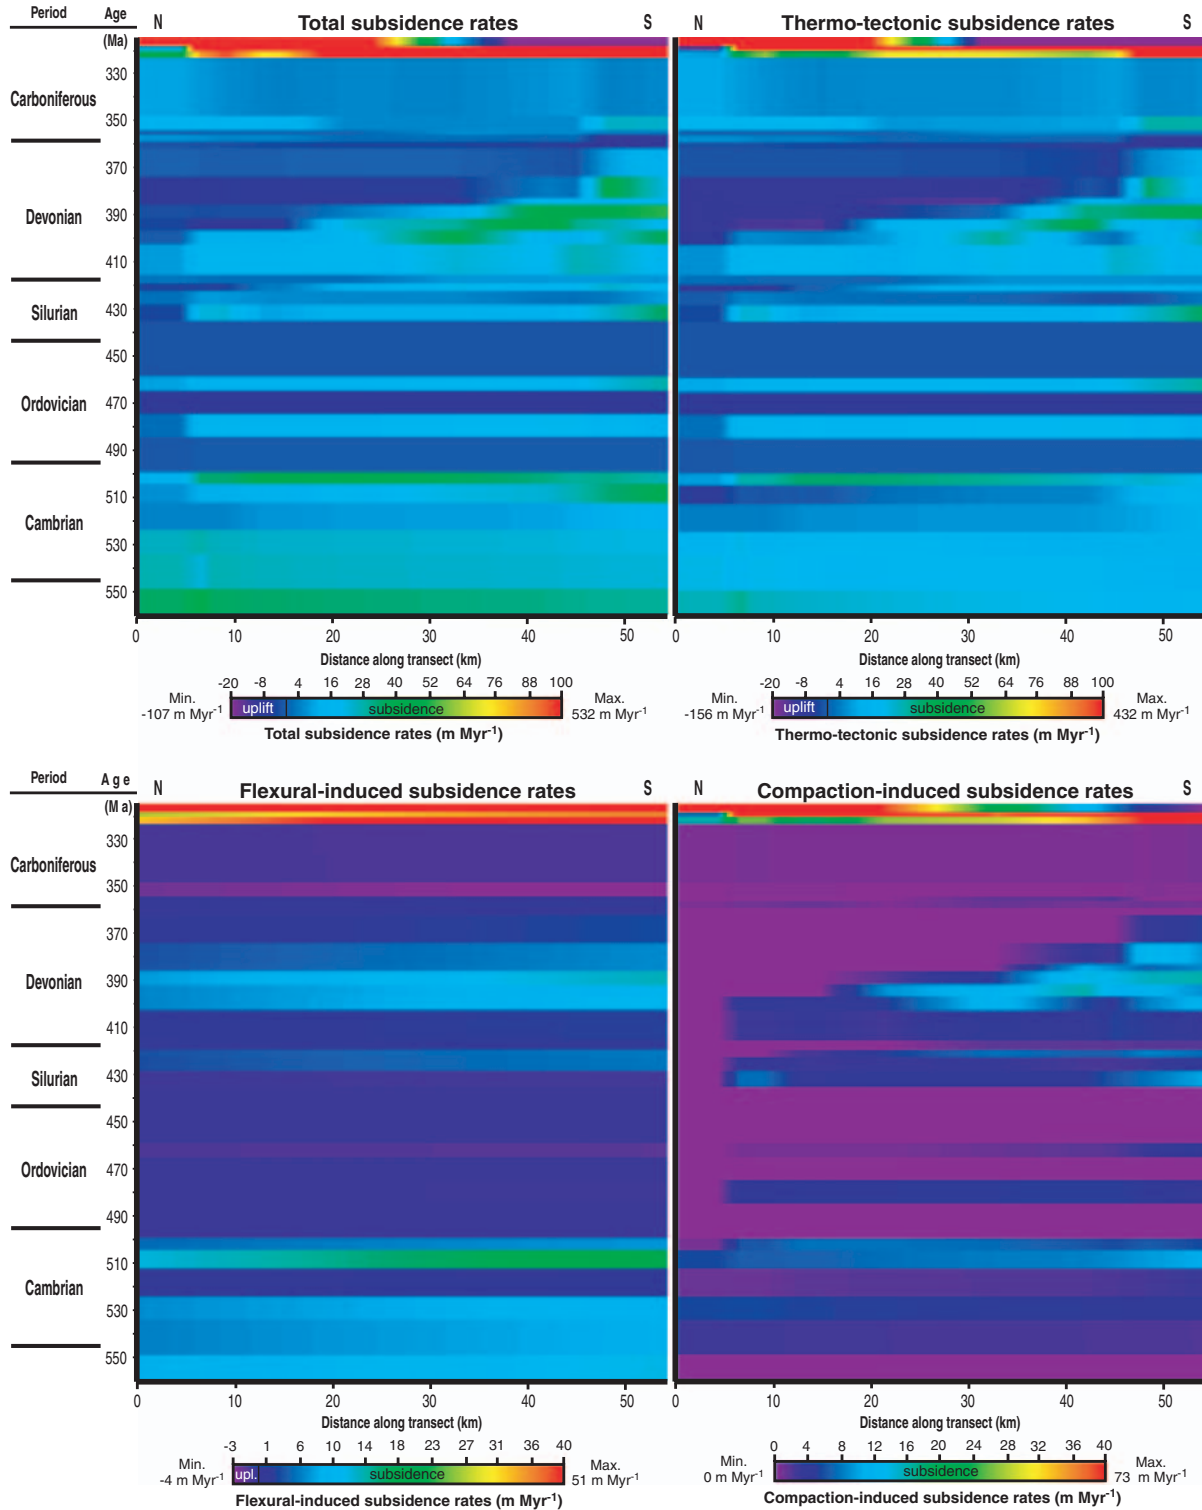 Period Age N Total subsidence rates S N Thermo-tectonic subsidence rates S
(Ma)
330
Carboniferous
350
370
Devonian
390
410
Silurian
430
450
Ordovician
470
490
510
Cambrian
530
550
0 10 20 30 40 50 0 10 20 30 40 50
Distance along transect (km) Distance along transect (km)
-20 -8 4 16 28 40 52 64 76 88 100 -20 -8 4 16 28 40 52 64 76 88 100
Min. Max. Min. Max.
-107 m Myr-1 uplift subsidence 532 m Myr-1 -156 m Myr-1 uplift subsidence 432 m Myr-1
Total subsidence rates (m Myr-1) Thermo-tectonic subsidence rates (m Myr-1)
Period Age N Flexural-induced subsidence rates S N Compaction-induced subsidence rates S
(Ma)
330
Carboniferous
350
370
Devonian
390
410
Silurian
430
450
Ordovician
470
490
510
Cambrian
530
550
0 10 20 30 40 50 0 10 20 30 40 50
Distance along transect (km) Distance along transect (km)
-3 1 6 10 14 18 23 27 31 36 40 0 4 8 12 16 20 24 28 32 36 40
Min. Max. Min. Max.
-4 m Myr-1 upl. subsidence 51 m Myr-1 0 m Myr-1 subsidence 73 m Myr-1
Flexural-induced subsidence rates (m Myr-1) Compaction-induced subsidence rates (m Myr-1)